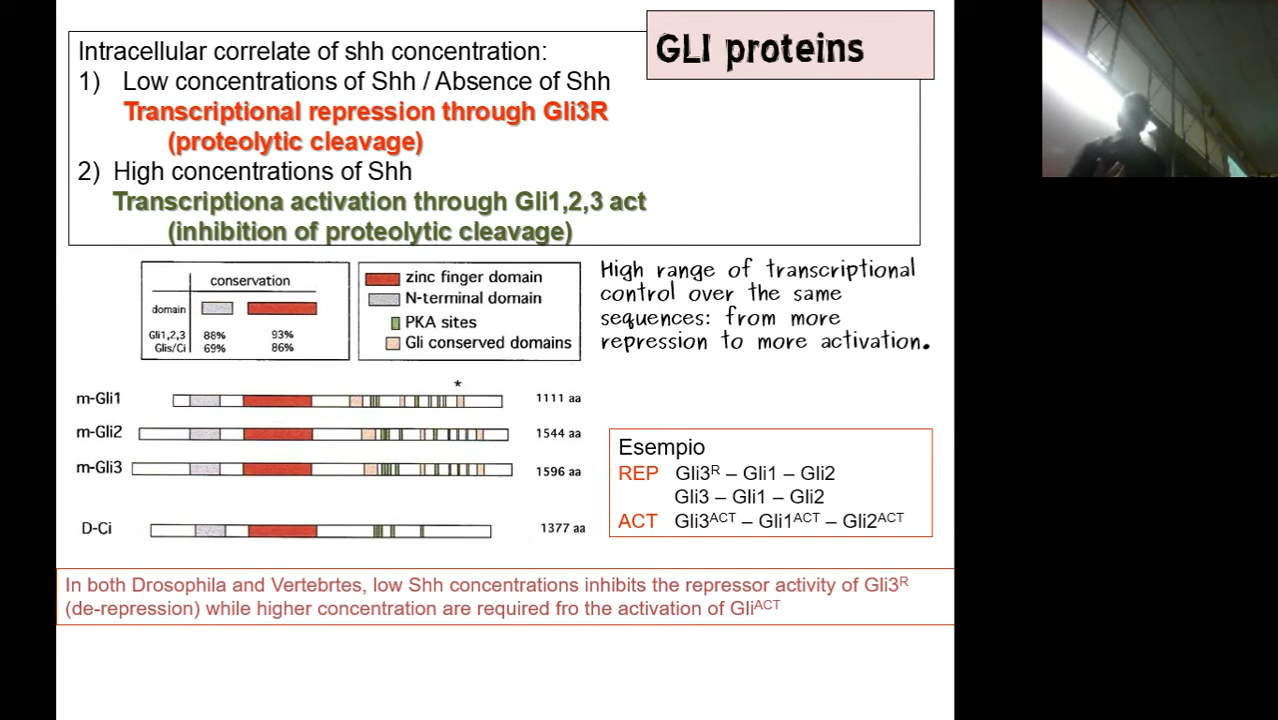 GLI proteins
Intracellular correlate of shh concentration:
1) Low concentrations of Shh / Absence of Shh
Transcriptional repression through Gli3R
(proteolytic cleavage)
2) High concentrations of Shh
Transcriptiona activation through Gli1,2,3 act
(inhibition of proteolytic cleavage)
conservation
domain
Gli1,2,3 88% 93%
Glis/Ci 69% 86%
zinc finger domain
N-terminal domain
PKA sites
Gli conserved domains
High range of transcriptional
control over the same
sequences: from more
repression to more activation.
*
m-Gli1 1111 aa
m-Gli2 1544 aa
m-Gli3 1596 aa
D-Ci 1377 aa
Esempio
REP Gli3R – Gli1 – Gli2
Gli3 – Gli1 – Gli2
ACT Gli3ACT – Gli1ACT – Gli2ACT
In both Drosophila and Vertebrtes, low Shh concentrations inhibits the repressor activity of Gli3R
(de-repression) while higher concentration are required fro the activation of GliACT